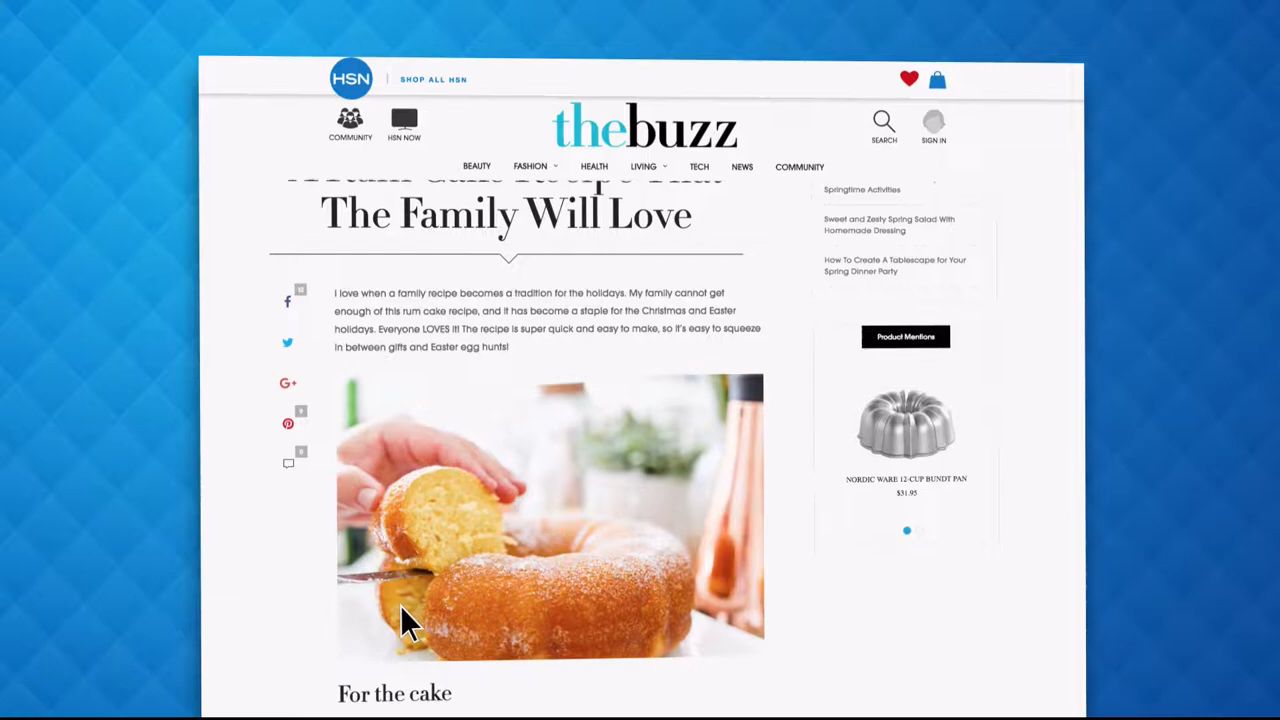 HSN
SHOP ALL HSN
COMMUNITY
HSN NOW
thebuzz
SEARCH
SIGN IN
BEAUTY FASHION HEALTH LIVING TECH NEWS COMMUNITY
The Family Will Love
I love when a family recipe becomes a tradition for the holidays. My family cannot get
enough of this rum cake recipe, and it has become a staple for the Christmas and Easter
holidays. Everyone LOVES it! The recipe is super quick and easy to make, so it's easy to squeeze
in between gifts and Easter egg hunts!
12
G+
9
0
For the cake
Springtime Activities
Sweet and Zesty Spring Salad With
Homemade Dressing
How To Create A Tablescape for Your
Spring Dinner Party
Product Mentions
NORDIC WARE 12-CUP BUNDT PAN
$31.95